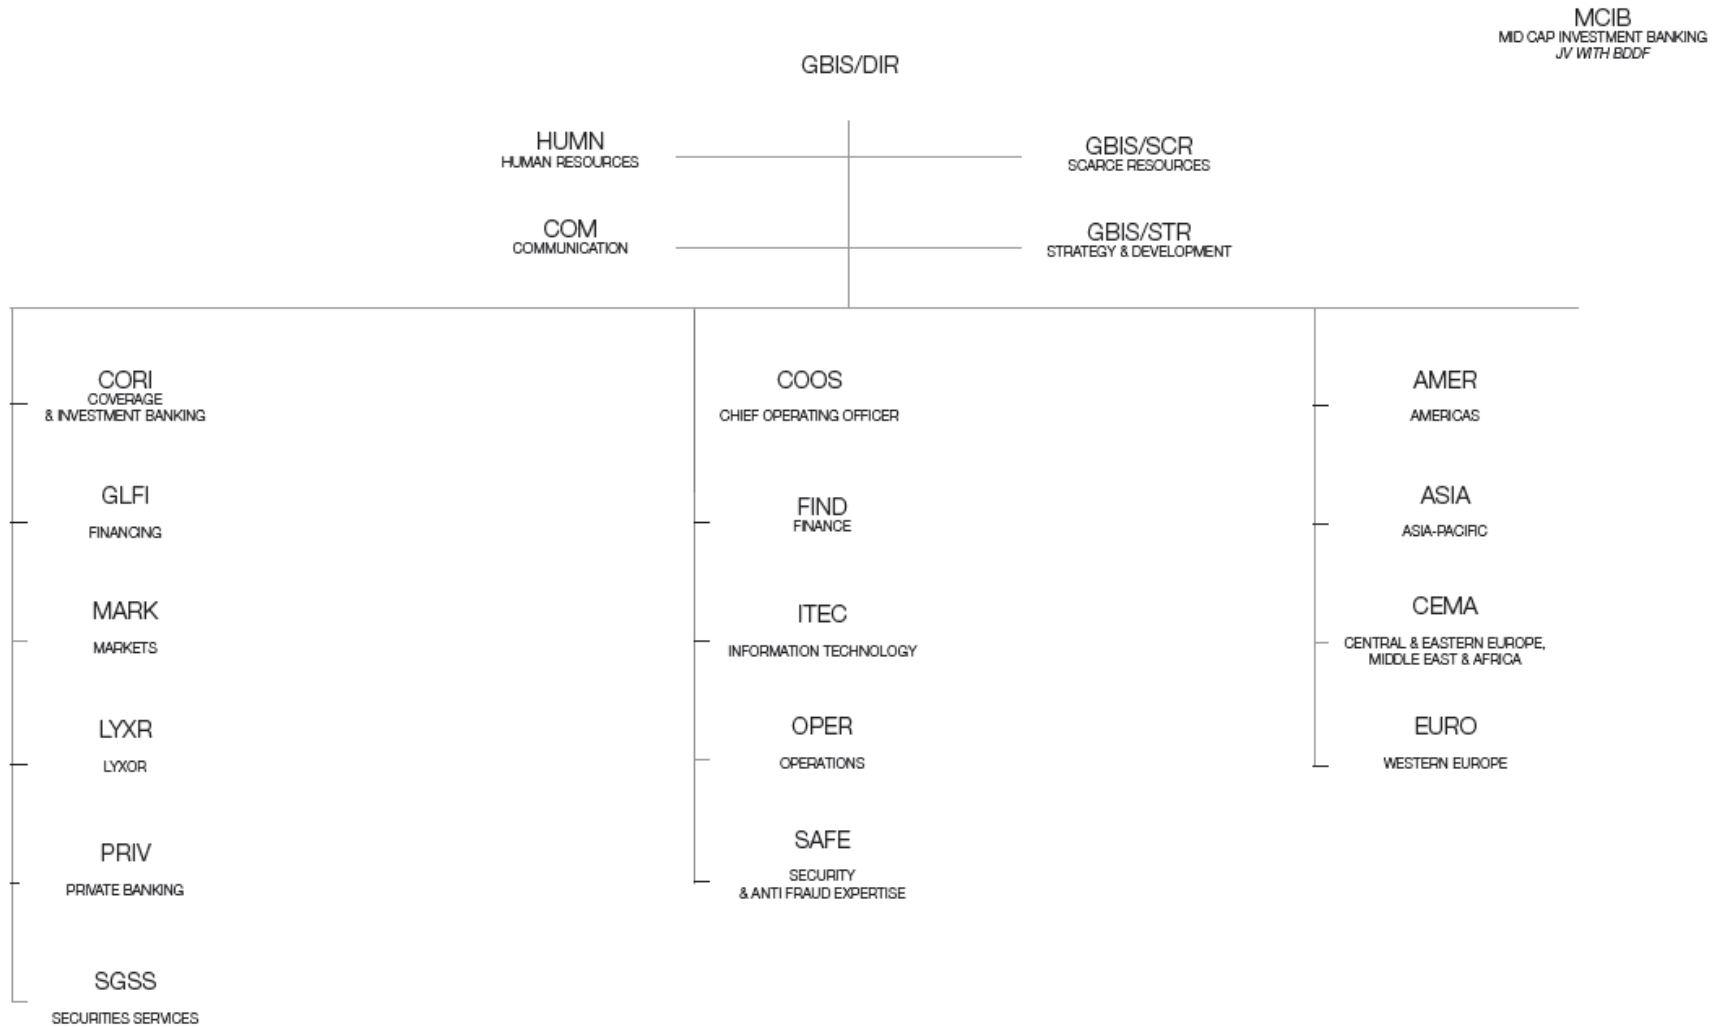 MCIB
MID CAP INVESTMENT BANKING
JV WITH BDDF
GBIS/DIR
HUMN
HUMAN RESOURCES
GBIS/SCR
SCARCE RESOURCES
COM
COMMUNICATION
GBIS/STR
STRATEGY & DEVELOPMENT
CORI
COVERAGE
& INVESTMENT BANKING
GLFI
FINANCING
MARK
MARKETS
LYXR
LYXOR
PRIV
PRIVATE BANKING
SGSS
SECURITIES SERVICES
COOS
CHIEF OPERATING OFFICER
FIND
FINANCE
ITEC
INFORMATION TECHNOLOGY
OPER
OPERATIONS
SAFE
SECURITY
& ANTI FRAUD EXPERTISE
AMER
AMERICAS
ASIA
ASIA-PACIFIC
CEMA
CENTRAL & EASTERN EUROPE,
MIDDLE EAST & AFRICA
EURO
WESTERN EUROPE